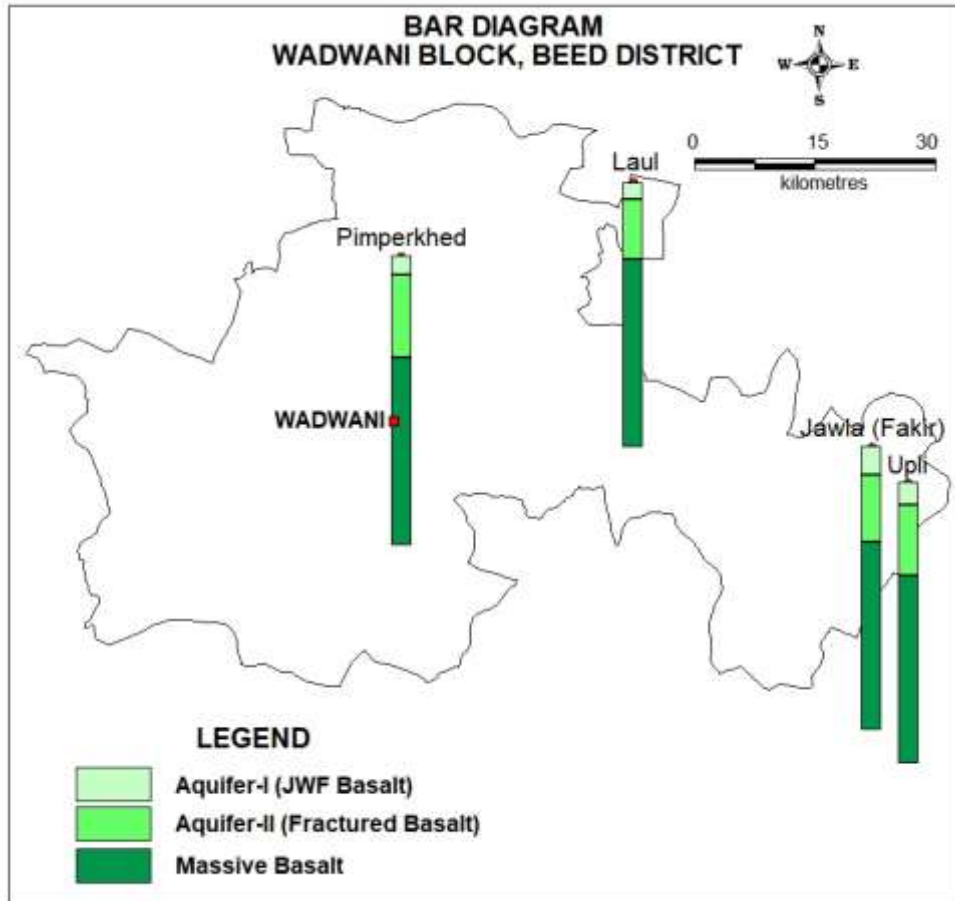 BAR DIAGRAM
WADWANI BLOCK, BEED DISTRICT
N
W E
S
0 15 30
kilometres
Laul
Pimperkhed
WADWANI
Jawla (Fakir)
Upli
LEGEND
Aquifer-I (JWF Basalt)
Aquifer-II (Fractured Basalt)
Massive Basalt